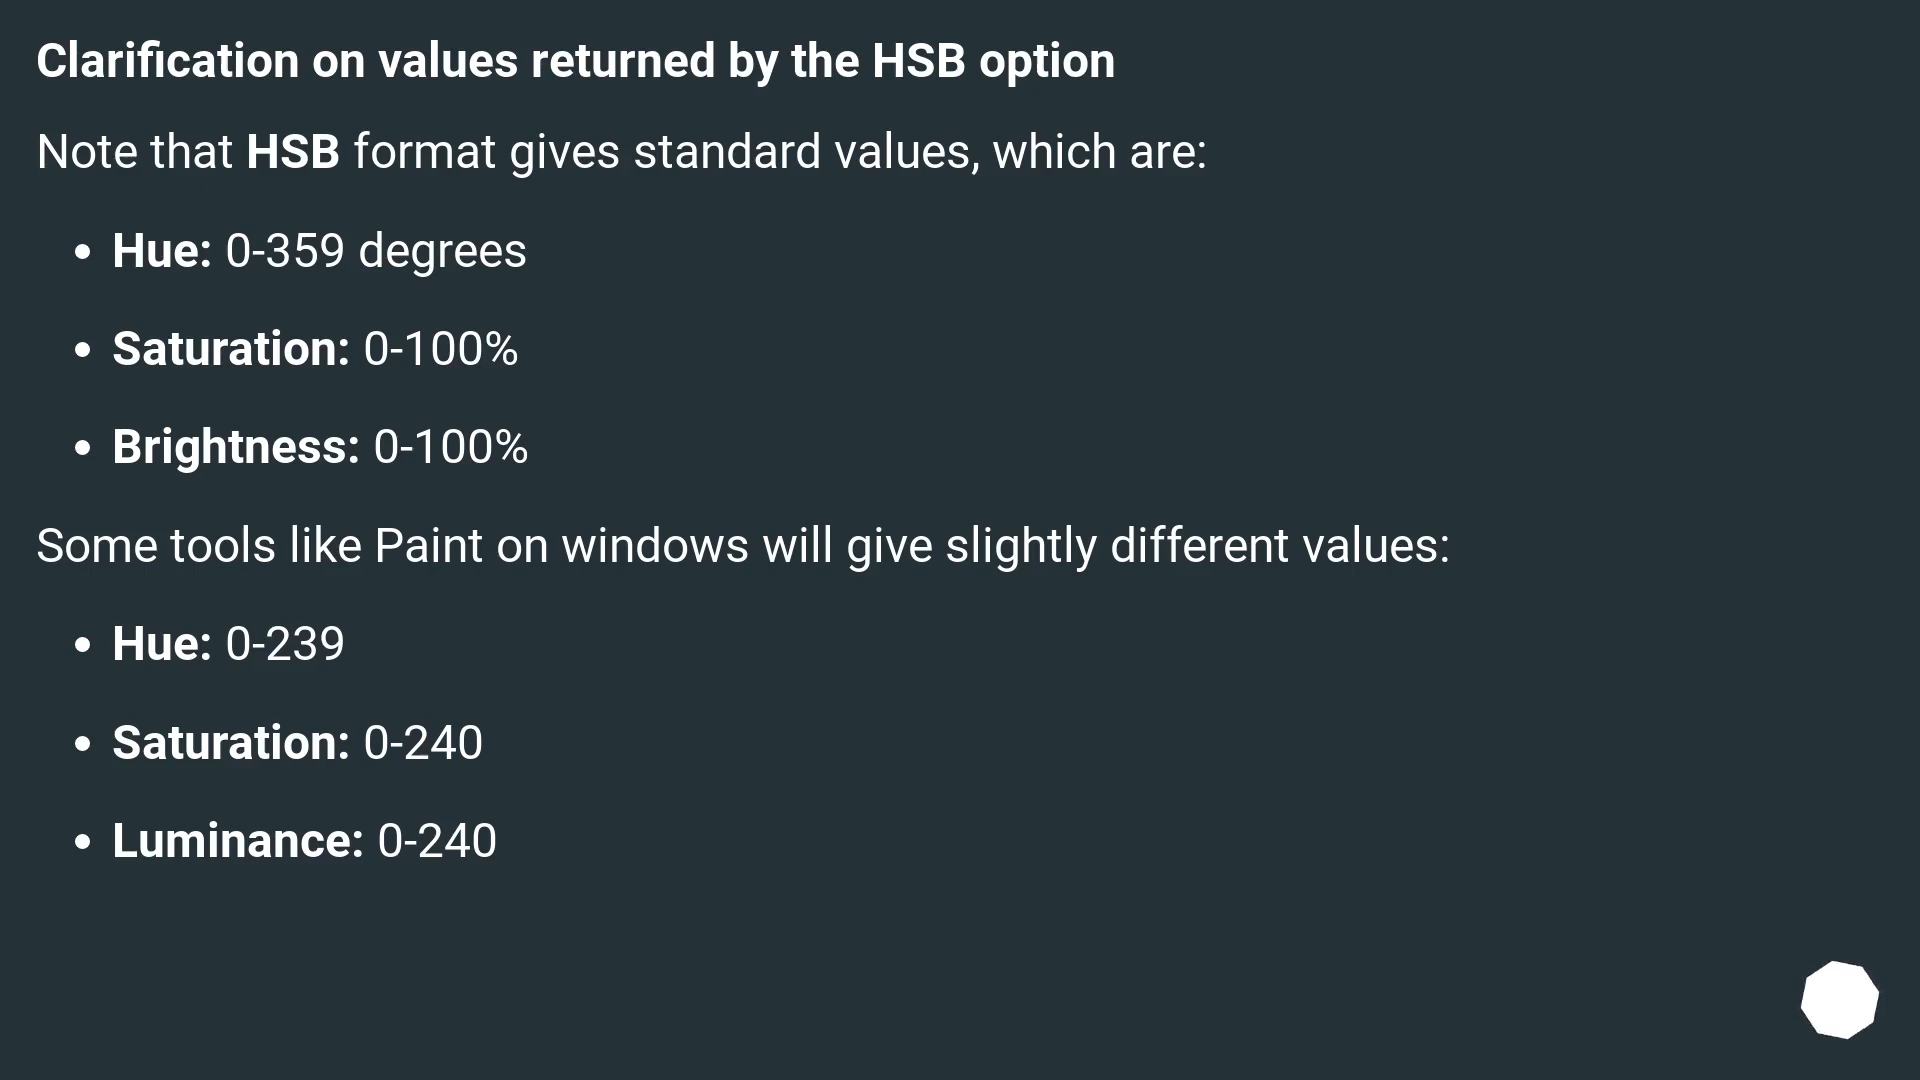 Clarification on values returned by the HSB option
Note that HSB format gives standard values, which are:
• Hue: 0-359 degrees
• Saturation: 0-100%
• Brightness: 0-100%
Some tools like Paint on windows will give slightly different values:
• Hue: 0-239
• Saturation: 0-240
• Luminance: 0-240